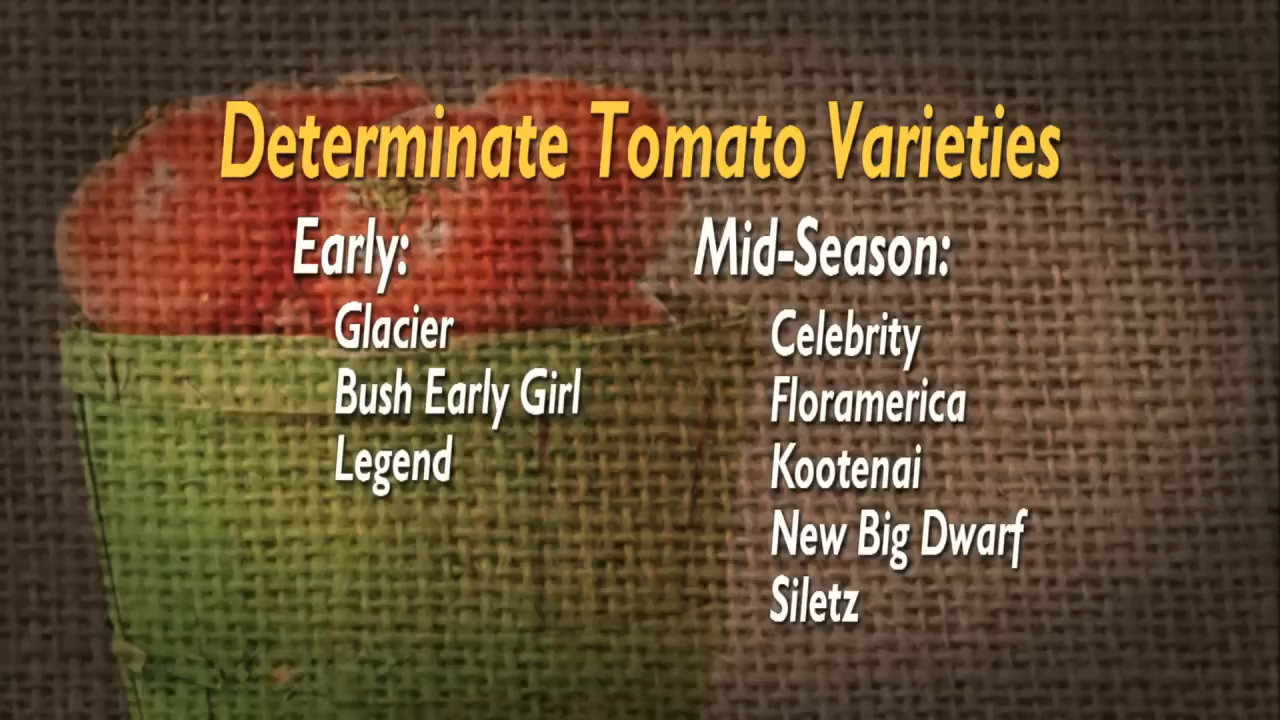 Determinate Tomato Varieties
Early:
Glacier
Bush Early Girl
Legend
Mid-Season:
Celebrity
Floramerica
Kootenai
New Big Dwarf
Siletz